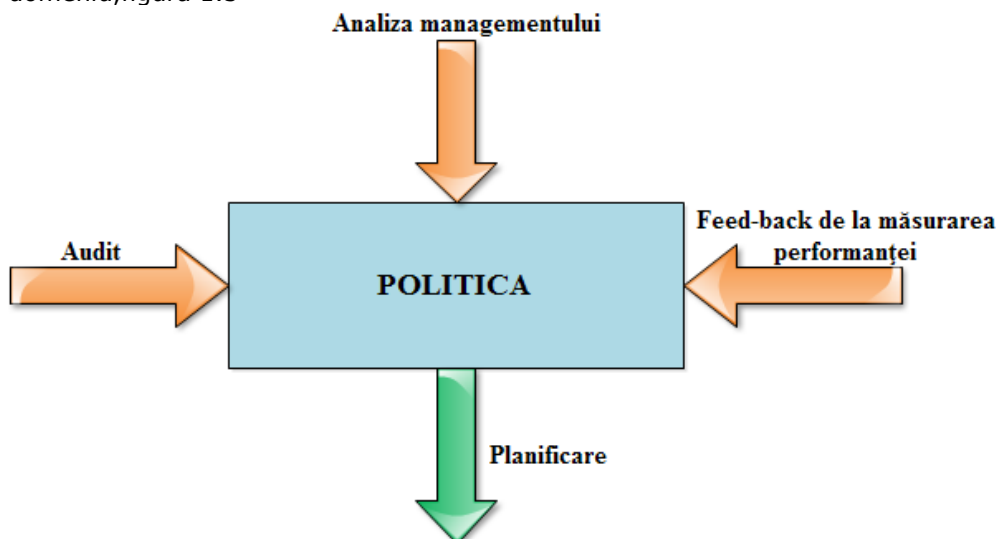 Analiza managementului
Feed-back de la măsurarea
Audit
performanței
POLITICA
Planificare